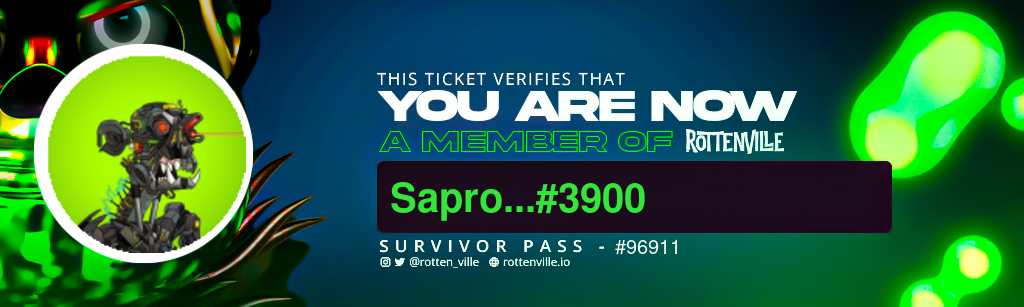 THIS TICKET VERIFIES THAT
YOU ARE NOW
A MEMBER OF ROTTENVILLE
Sapro...#3900
SURVIVOR PASS - #96911
@rotten_ville rottenville.io